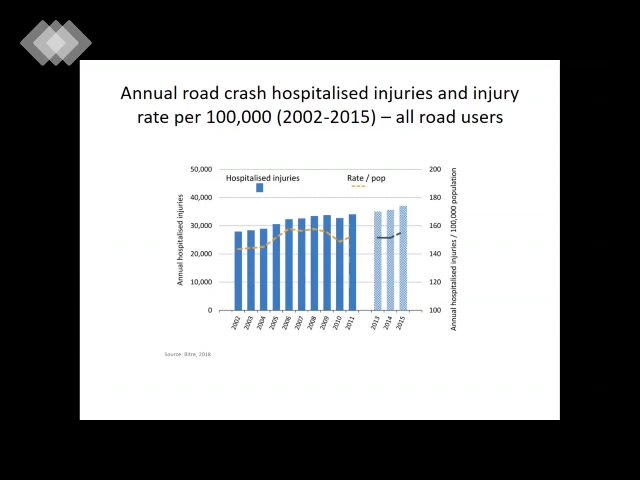 Annual road crash hospitalised injuries and injury
rate per 100,000 (2002-2015) – all road users
Hospitalised injuries
Rate / pop
Annual hospitalised injuries
50,000
40,000
30,000
20,000
10,000
0
200
180
160
140
120
100
Annual hospitalised injuries / 100,000 population
2002 2003 2004 2005 2006 2007 2008 2009 2010 2011 2013 2014 2015
Source: Bitre, 2018